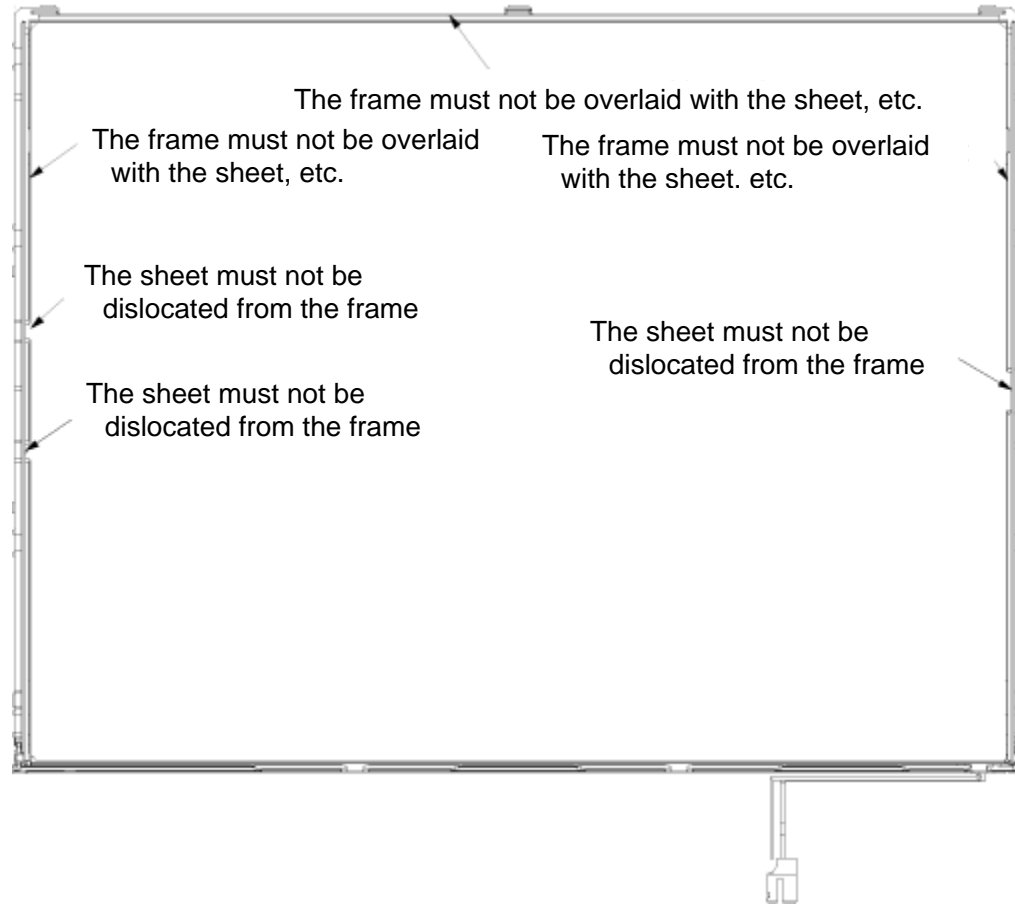 The frame must not be overlaid with the sheet, etc.
The frame must not be overlaid
with the sheet, etc.
The frame must not be overlaid
with the sheet. etc.
The sheet must not be
dislocated from the frame
The sheet must not be
dislocated from the frame
The sheet must not be
dislocated from the frame